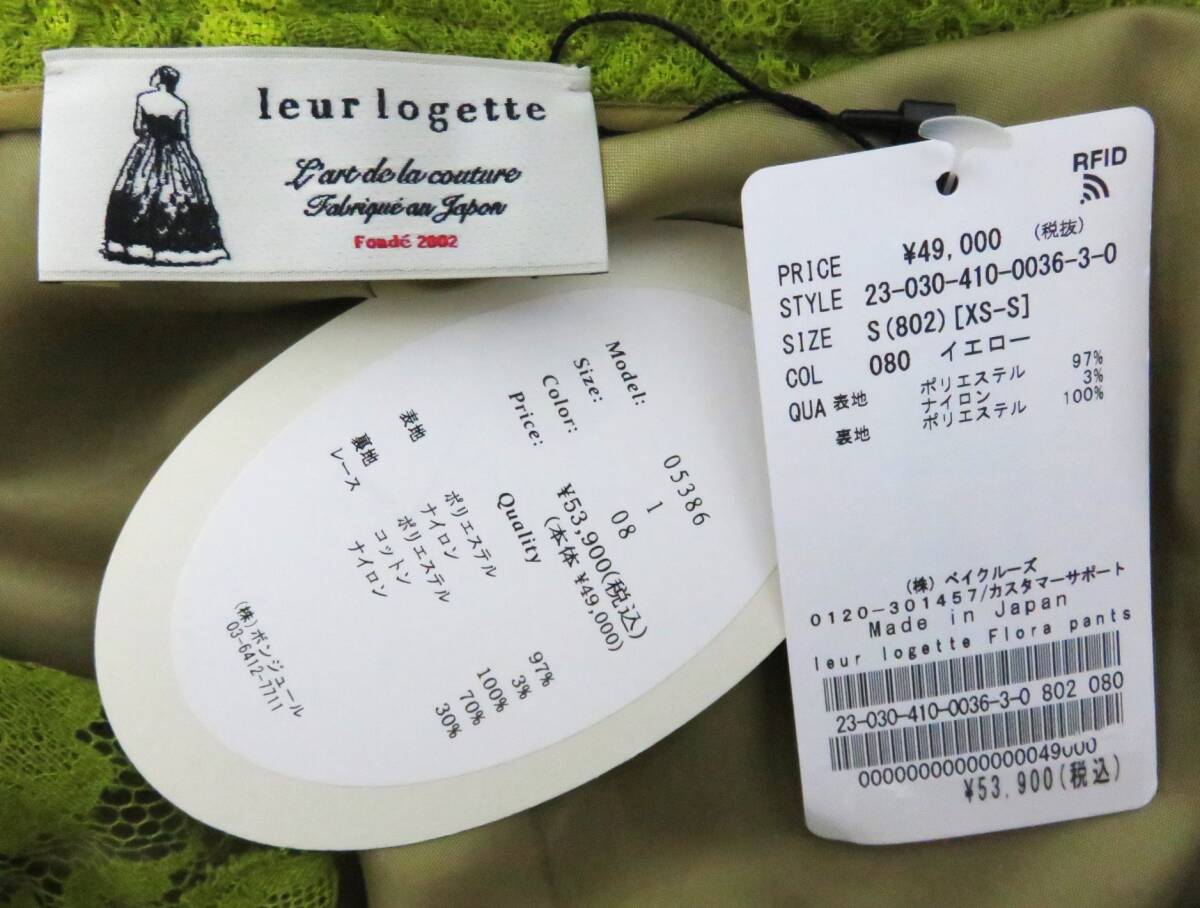 leur logette
L'art de la couture
Fabriqué au Japon
Fondé 2002
Model: 05386
Size: 1
Color: 08
Price: ¥53,900(税込)
(本体 ¥49,000)
Quality
表地 ポリエステル 97%
ナイロン 3%
裏地 ポリエステル 100%
レース コットン 70%
ナイロン 30%
(株)ボンジュール
03-6412-7711
RFID
PRICE ¥49,000 (税抜)
STYLE 23-030-410-0036-3-0
SIZE S(802)[XS-S]
COL 080 イエロー
QUA 表地 ポリエステル 97%
ナイロン 3%
裏地 ポリエステル 100%
(株) ベイクルーズ
0120-301457/カスタマーサポート
Made in Japan
leur logette Flora pants
23-030-410-0036-3-0 802 080
00000000000000049000
¥53,900(税込)